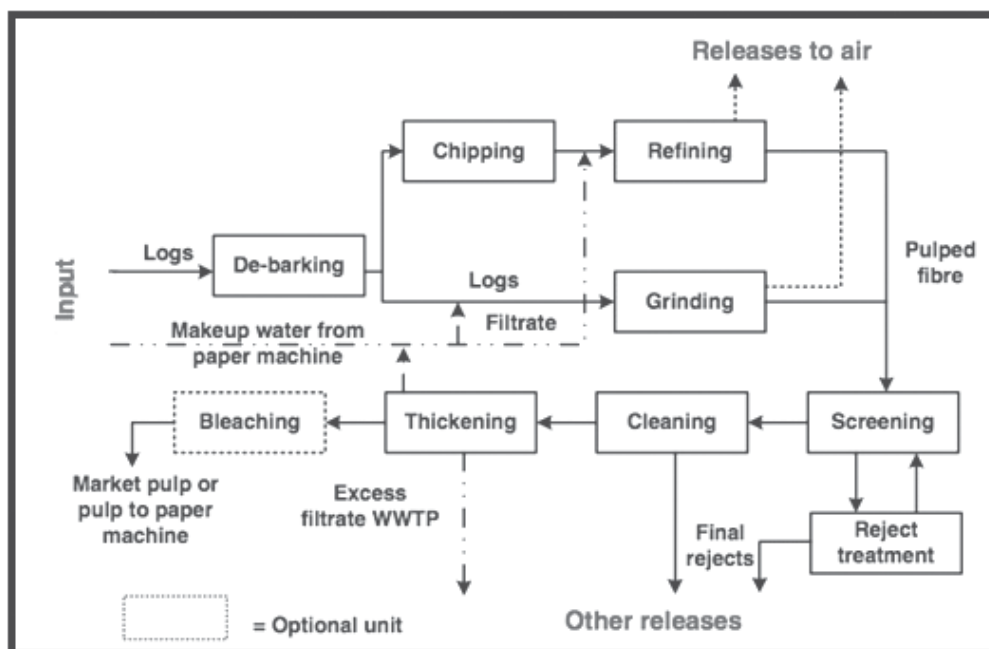 Releases to air
Chipping
Refining
Input
Logs
De-barking
Logs
Grinding
Pulped
fibre
Makeup water from
paper machine
Filtrate
Bleaching
Thickening
Cleaning
Screening
Market pulp or
pulp to paper
machine
Excess
filtrate WWTP
Final
rejects
Reject
treatment
= Optional unit
Other releases